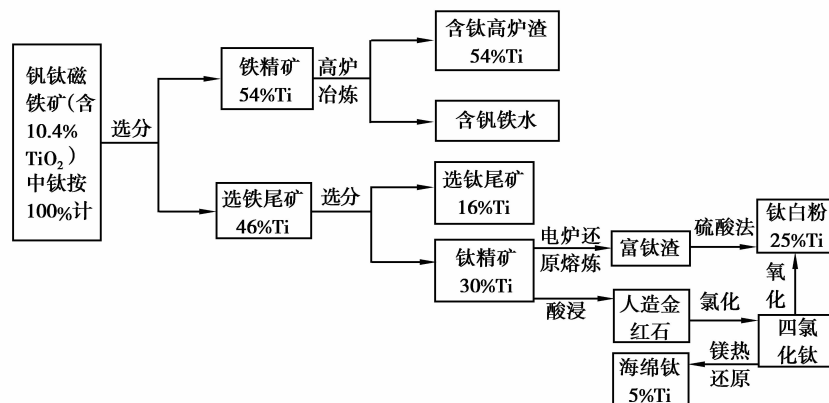 钒钛磁
铁矿(含
10.4%
TiO₂)
中钛按
100%计
选分
铁精矿
54%Ti
高炉
冶炼
含钛高炉渣
54%Ti
含钒铁水
选铁尾矿
46%Ti
选分
选钛尾矿
16%Ti
钛精矿
30%Ti
电炉还
原熔炼
富钛渣
硫酸法
钛白粉
25%Ti
酸浸
人造金
红石
氯化
四氯
化钛
氧
化
镁热
还原
海绵钛
5%Ti